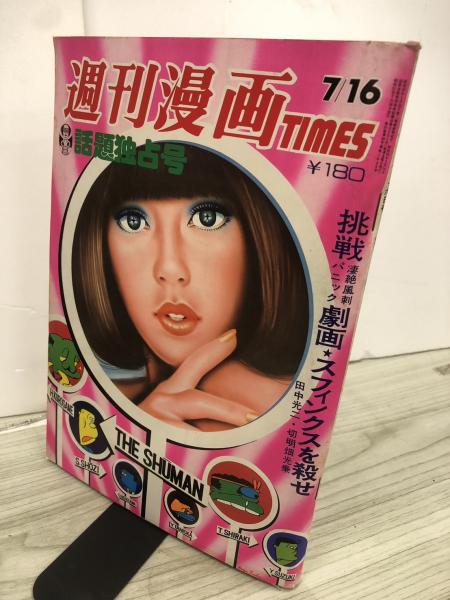 7/16
週刊漫画TIMES
¥180
話題独占号
挑戦
凄絶風刺
パニック
劇画★スフィンクスを殺せ
田中光二・切明畑光乗
THE SHUMAN
S.SHOZI
T.SHIRAKI
Y.SUZUKI